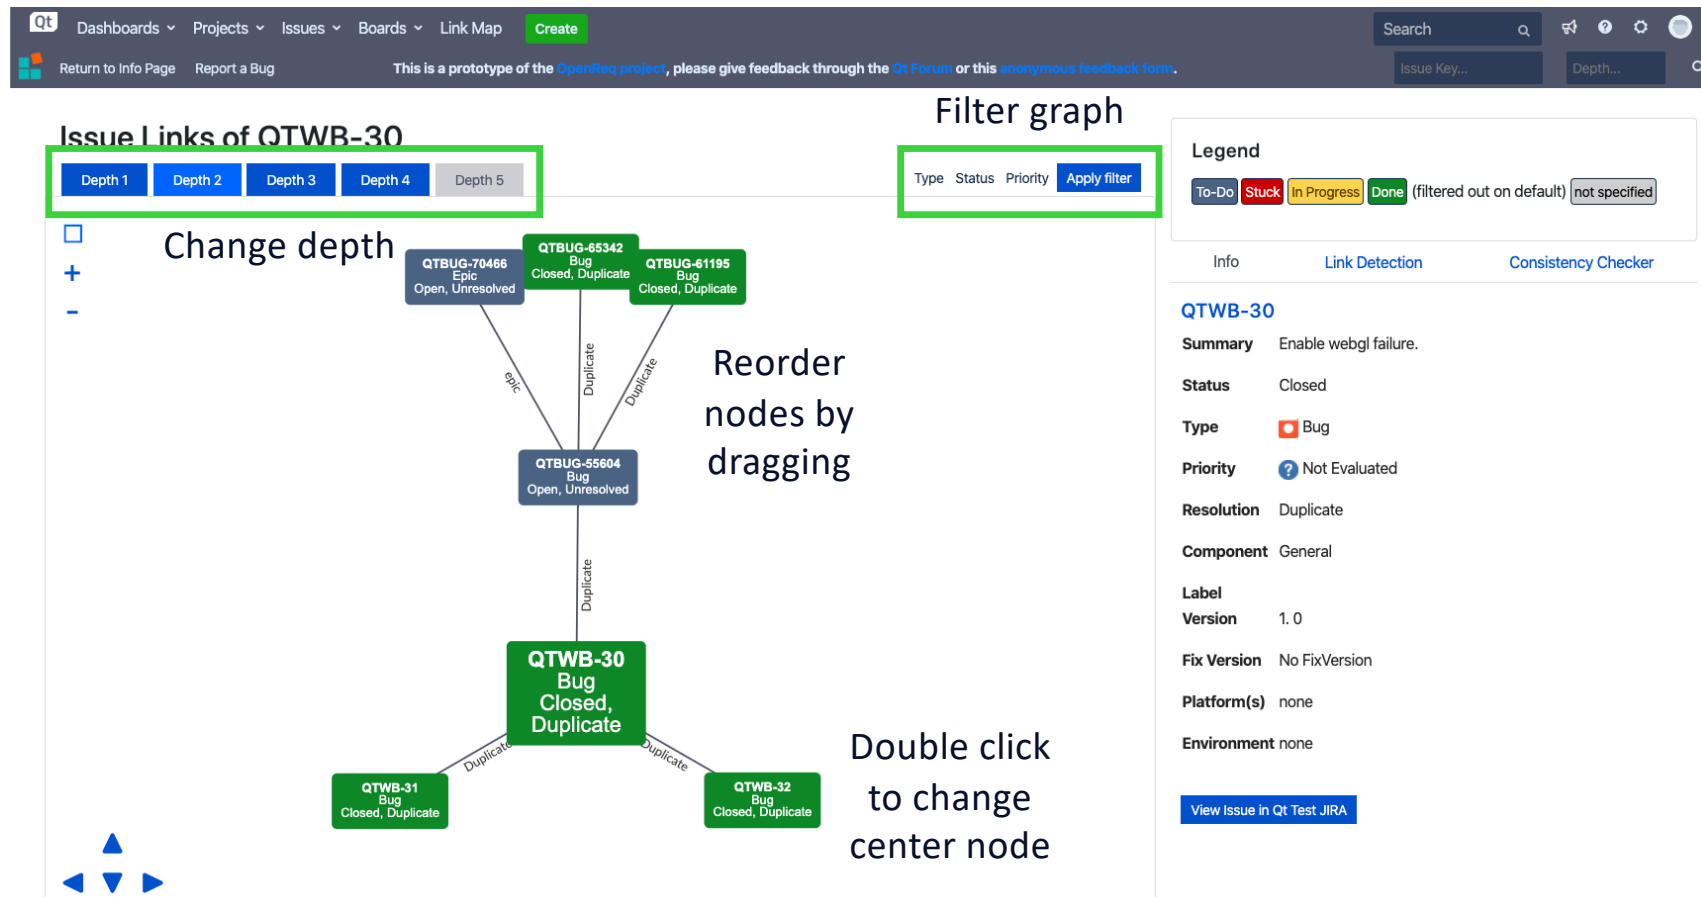 Qt Dashboards Projects Issues Boards Link Map Create Search
Return to Info Page Report a Bug This is a prototype of the OpenReq project, please give feedback through the Qt Forum or this anonymous feedback form. Issue Key... Depth...
Filter graph
Issue Links of QTWB-30
Depth 1 Depth 2 Depth 3 Depth 4 Depth 5
Type Status Priority Apply filter
Change depth
QTBUG-70466
Epic
Open, Unresolved
QTBUG-65342
Bug
Closed, Duplicate
QTBUG-61195
Bug
Closed, Duplicate
epic
Duplicate
Duplicate
Reorder
nodes by
dragging
QTBUG-55604
Bug
Open, Unresolved
Duplicate
QTWB-30
Bug
Closed,
Duplicate
Duplicate
Duplicate
QTWB-31
Bug
Closed, Duplicate
QTWB-32
Bug
Closed, Duplicate
Double click
to change
center node
Legend
To-Do Stuck In Progress Done (filtered out on default) not specified
Info Link Detection Consistency Checker
QTWB-30
Summary Enable webgl failure.
Status Closed
Type Bug
Priority ? Not Evaluated
Resolution Duplicate
Component General
Label
Version 1. 0
Fix Version No FixVersion
Platform(s) none
Environment none
View Issue in Qt Test JIRA